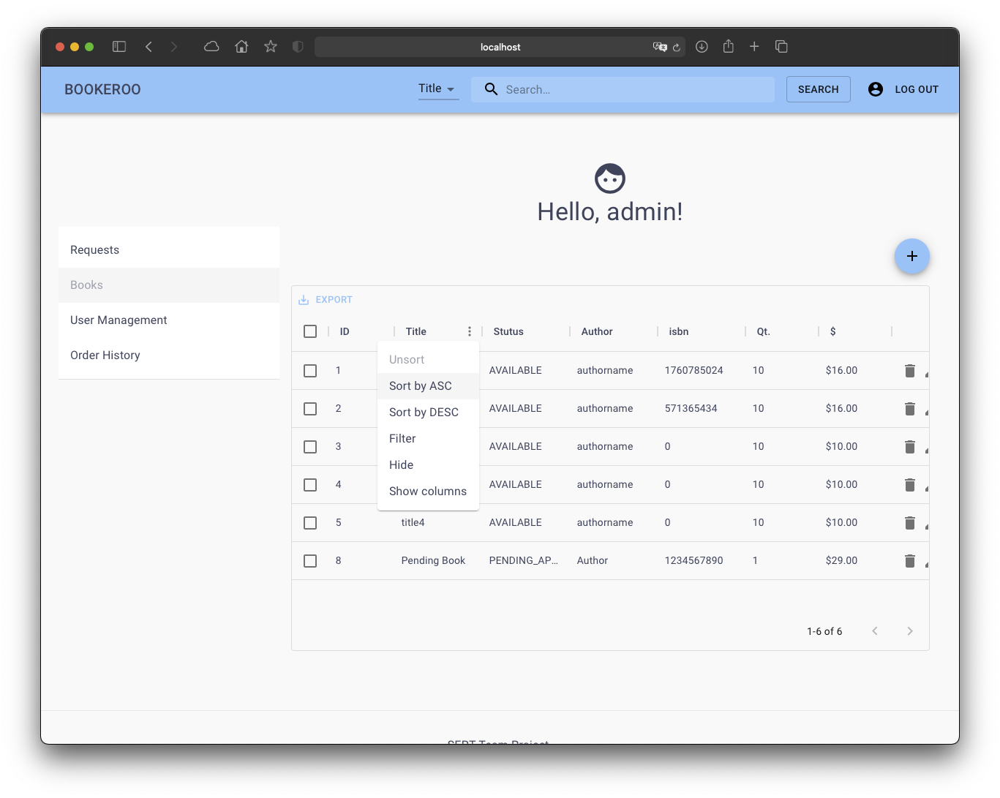 localhost
BOOKEROO
Title
Search...
SEARCH
LOG OUT
Hello, admin!
Requests
Books
User Management
Order History
+
EXPORT
ID Title Stutus Author isbn Qt. $
Unsort
Sort by ASC
Sort by DESC
Filter
Hide
Show columns
1 AVAILABLE authorname 1760785024 10 $16.00
2 AVAILABLE authorname 571365434 10 $16.00
3 AVAILABLE authorname 0 10 $10.00
4 AVAILABLE authorname 0 10 $10.00
5 title4 AVAILABLE authorname 0 10 $10.00
8 Pending Book PENDING_AP... Author 1234567890 1 $29.00
1-6 of 6
SEPT Team Project